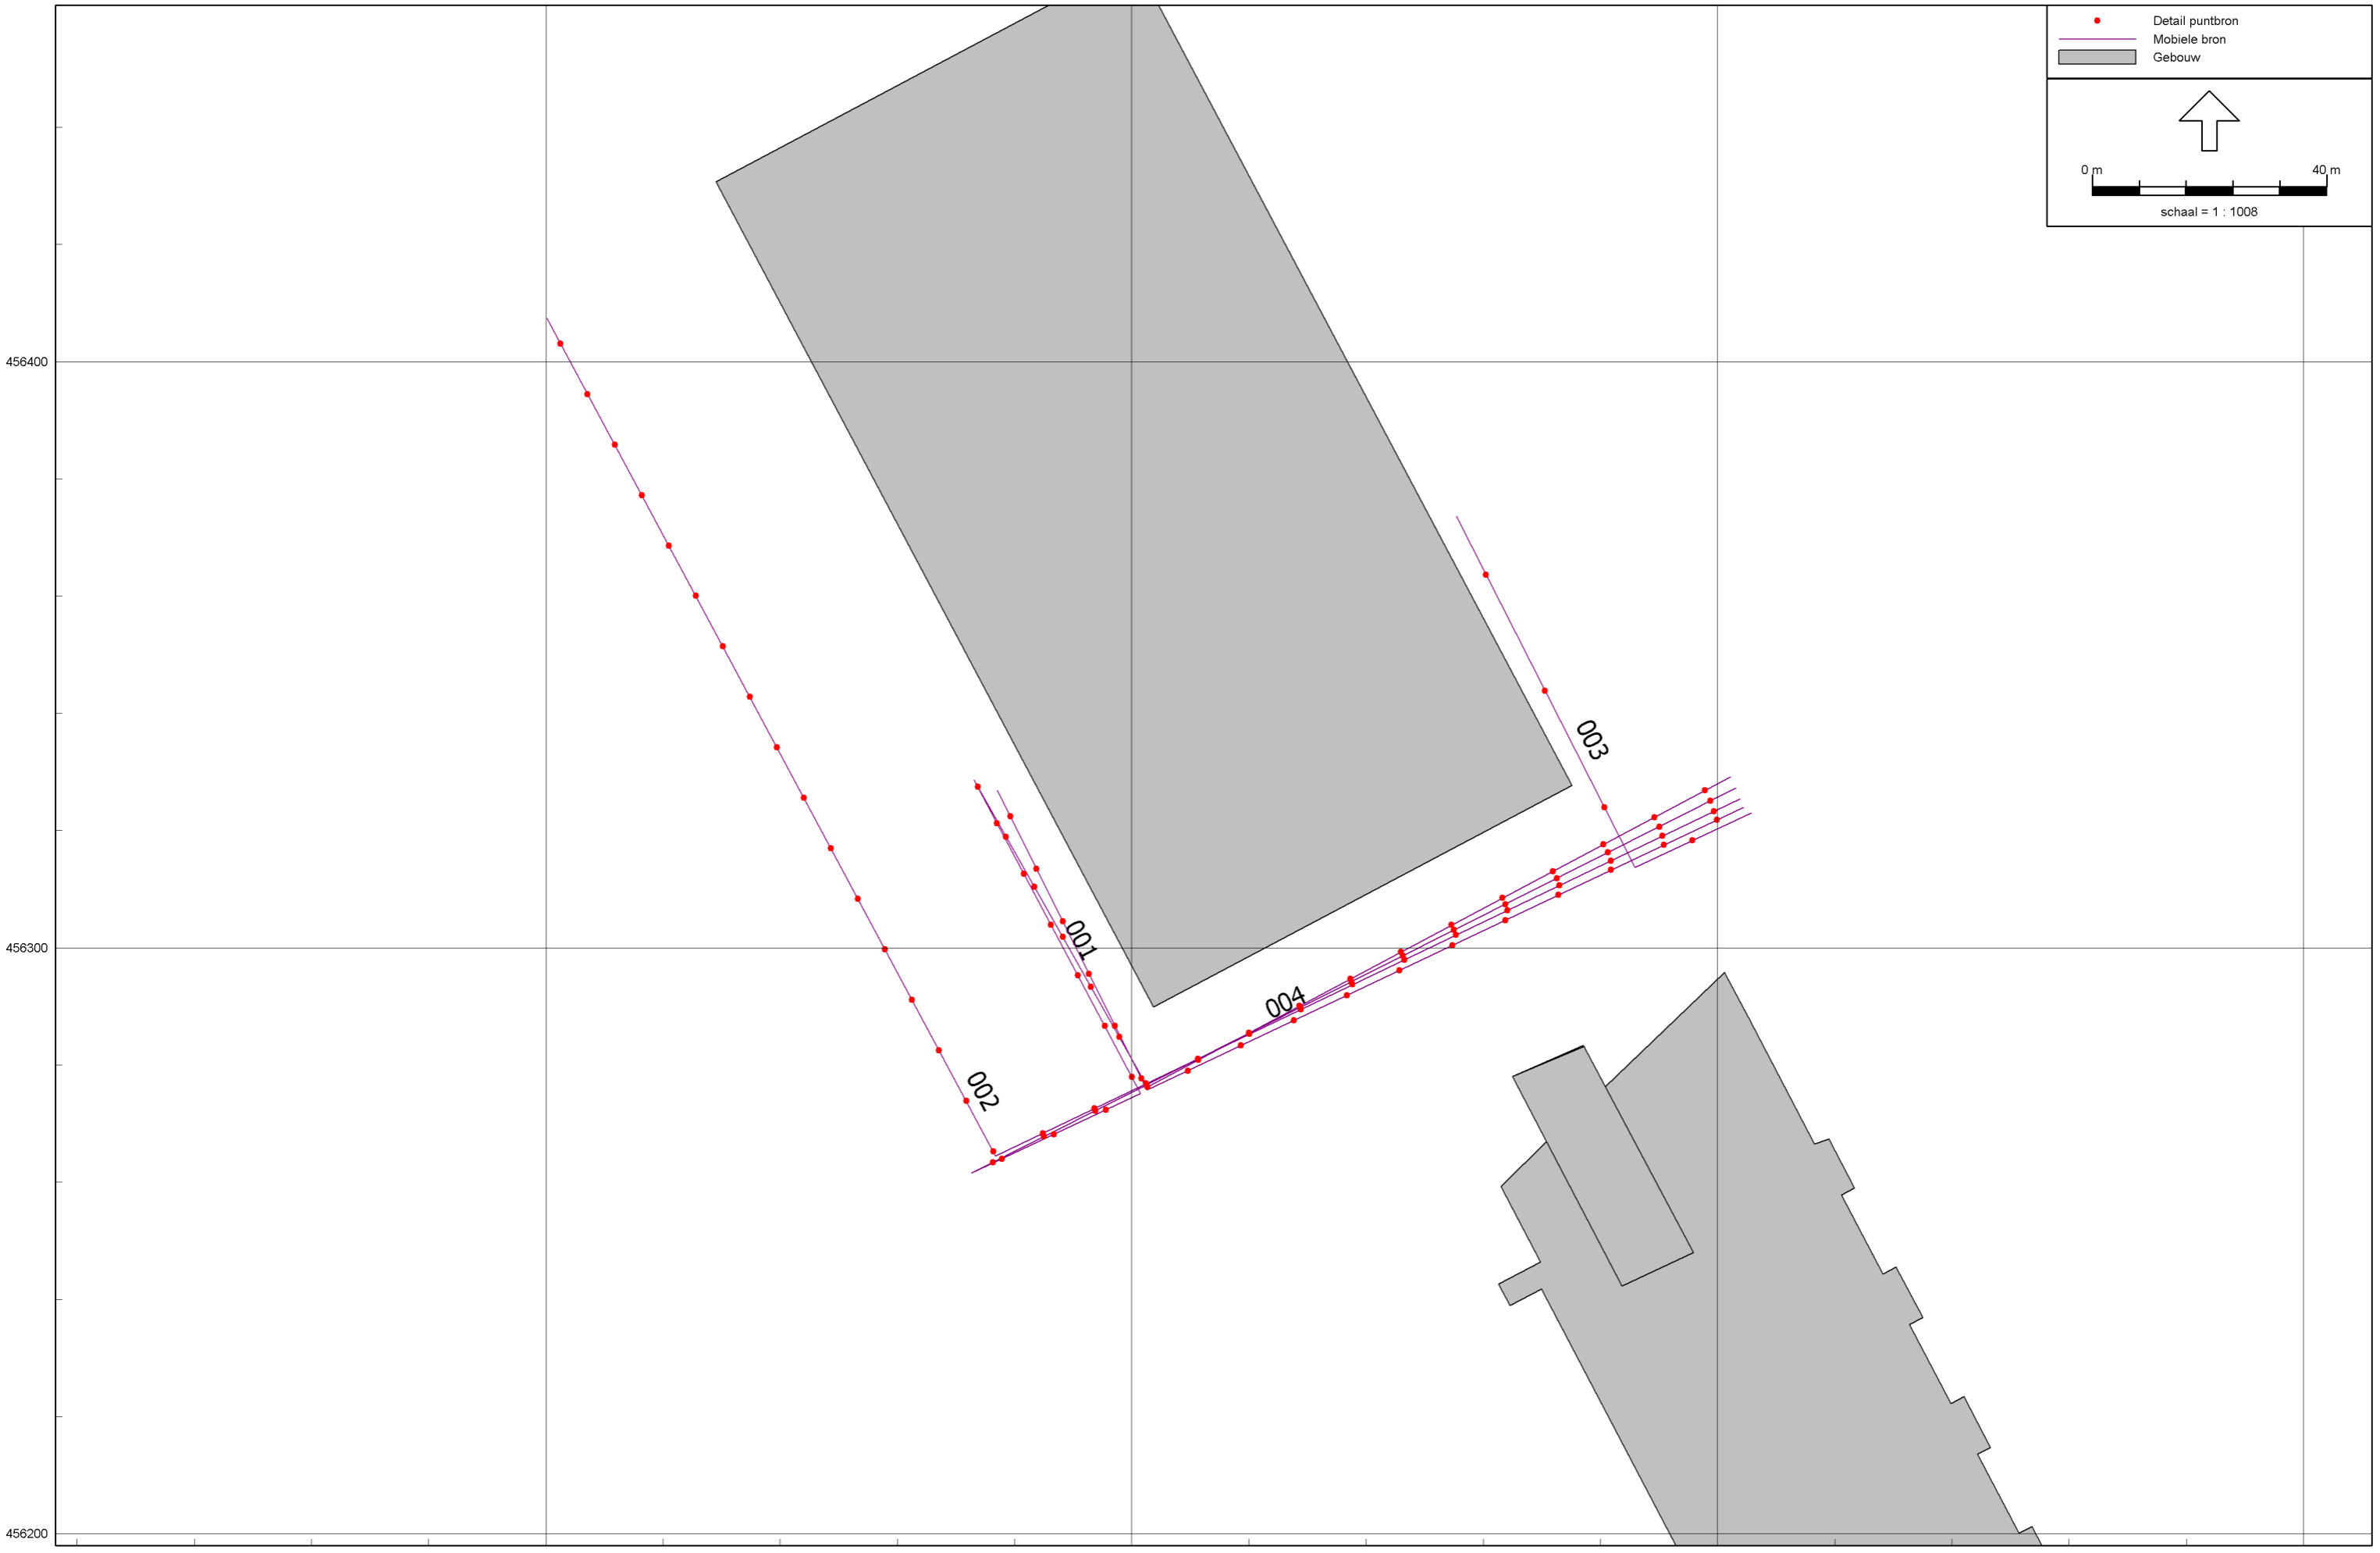 Detail puntbron
Mobiele bron
Gebouw
0 m 40 m
schaal = 1 : 1008
456400
003
001
456300
004
002
456200